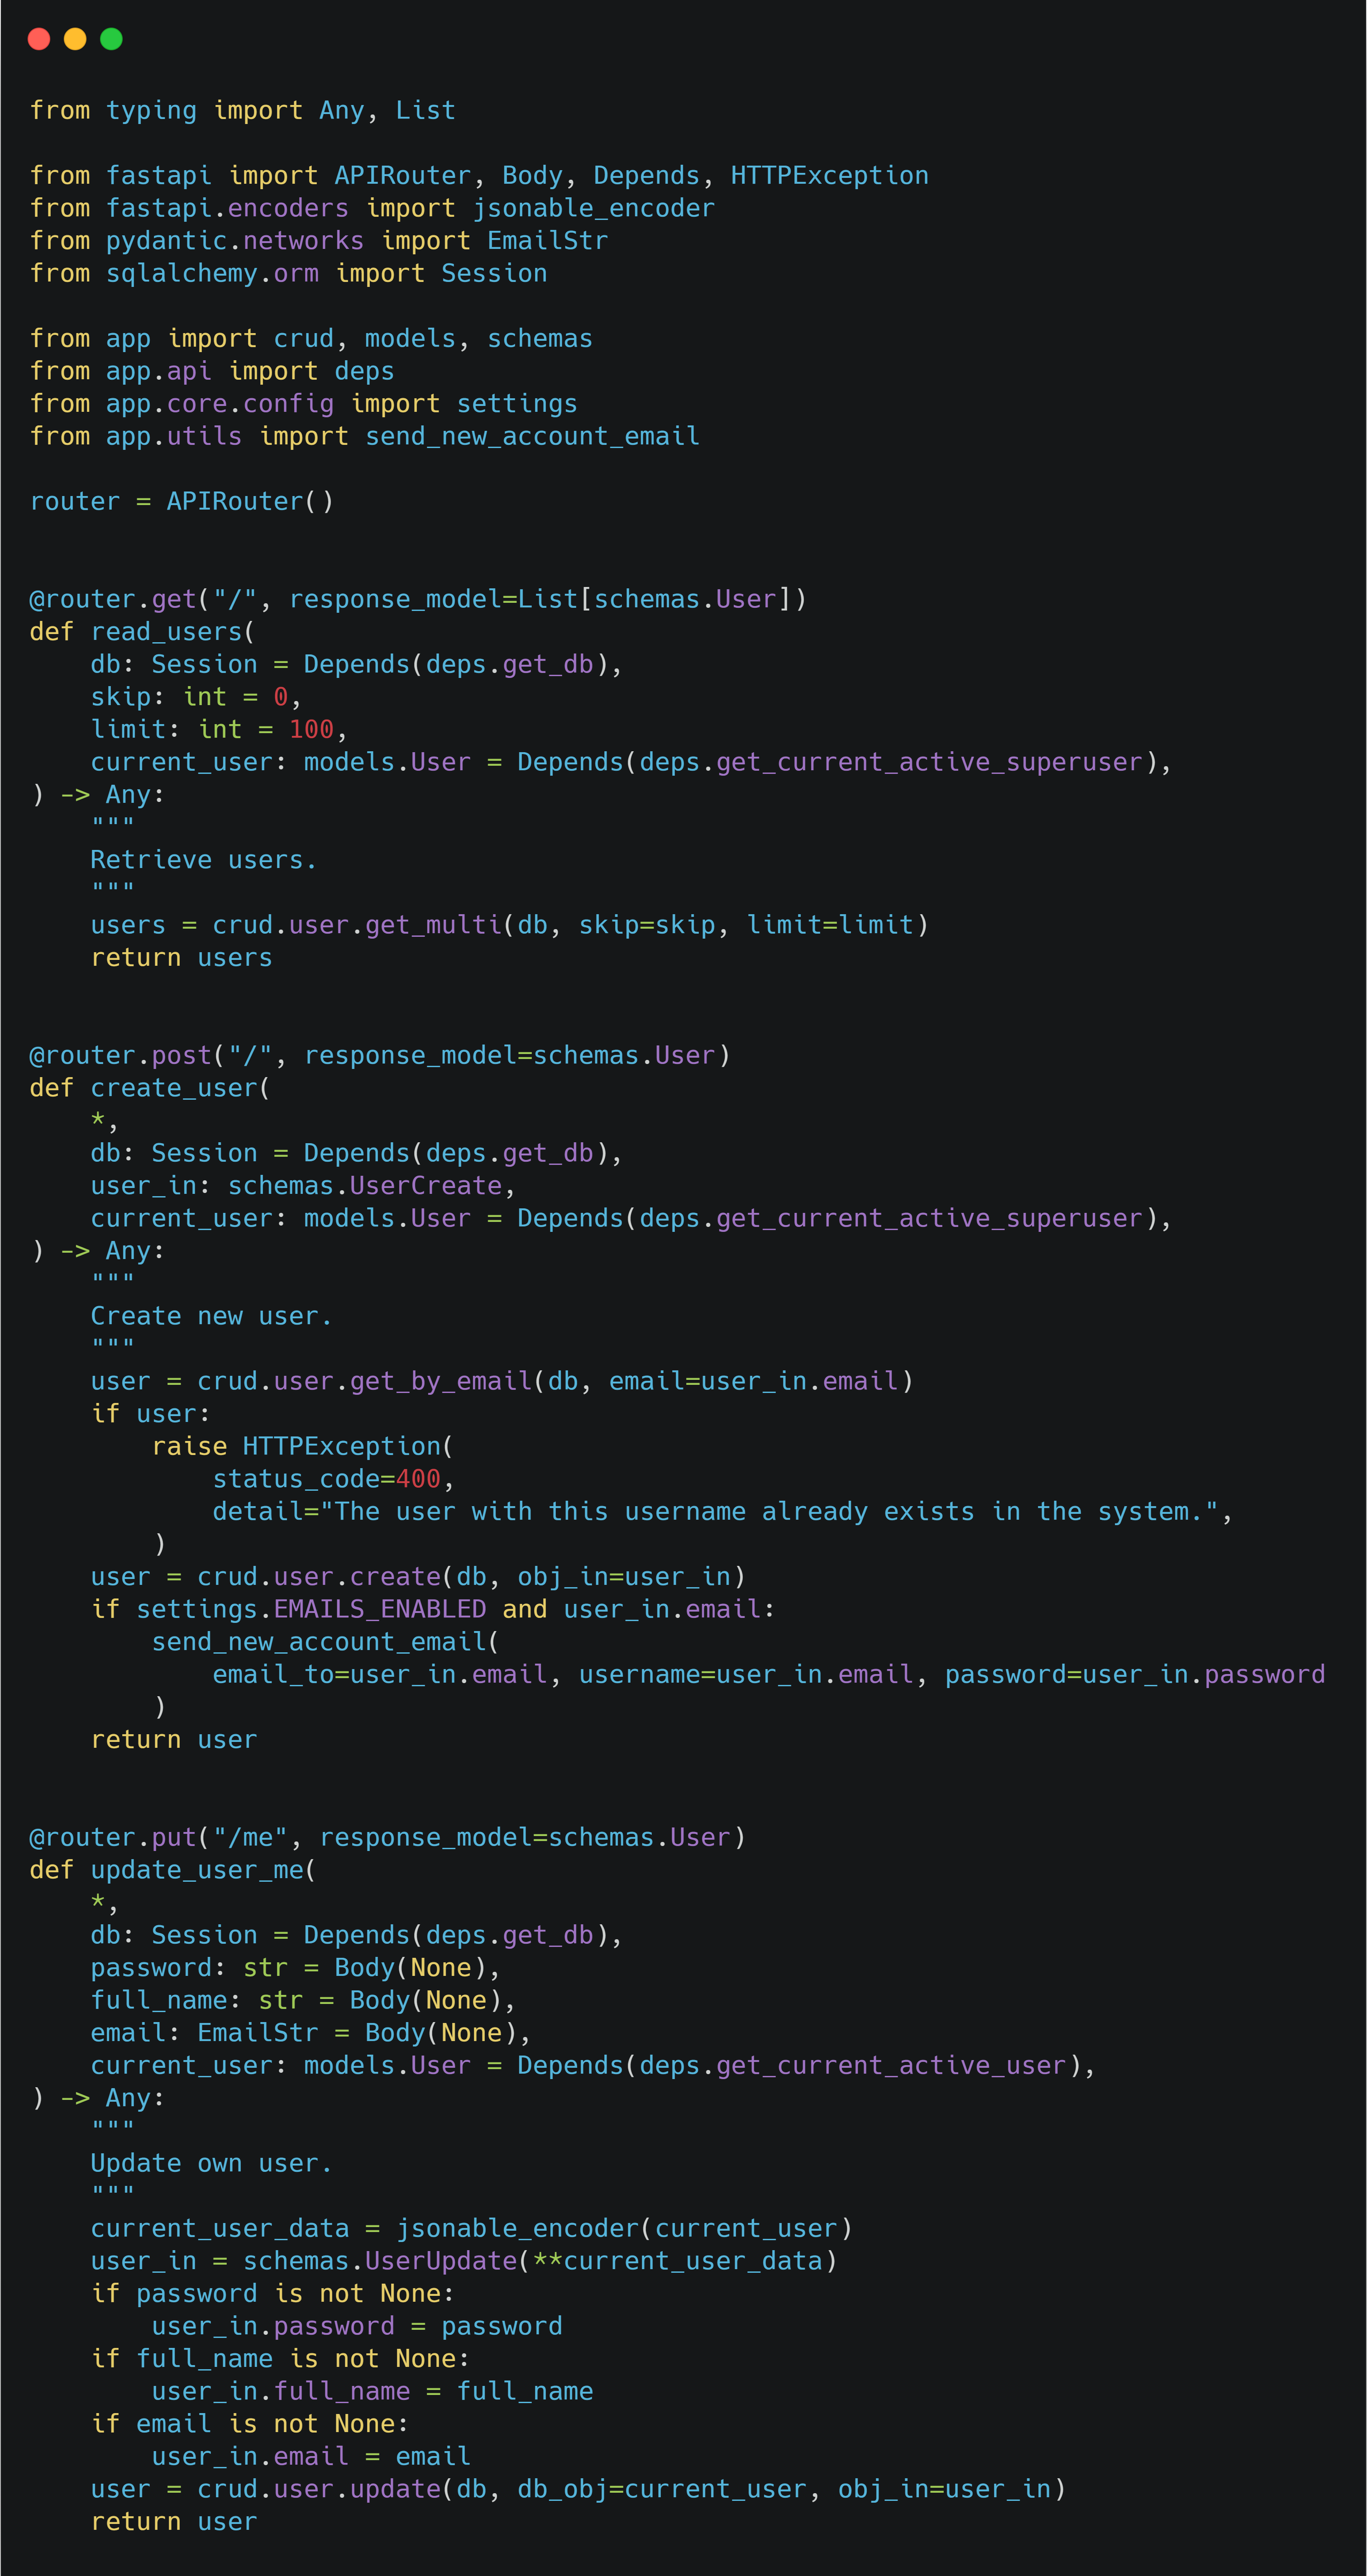 from typing import Any, List

from fastapi import APIRouter, Body, Depends, HTTPException
from fastapi.encoders import jsonable_encoder
from pydantic.networks import EmailStr
from sqlalchemy.orm import Session

from app import crud, models, schemas
from app.api import deps
from app.core.config import settings
from app.utils import send_new_account_email

router = APIRouter()


@router.get("/", response_model=List[schemas.User])
def read_users(
    db: Session = Depends(deps.get_db),
    skip: int = 0,
    limit: int = 100,
    current_user: models.User = Depends(deps.get_current_active_superuser),
) -> Any:
    """
    Retrieve users.
    """
    users = crud.user.get_multi(db, skip=skip, limit=limit)
    return users


@router.post("/", response_model=schemas.User)
def create_user(
    *,
    db: Session = Depends(deps.get_db),
    user_in: schemas.UserCreate,
    current_user: models.User = Depends(deps.get_current_active_superuser),
) -> Any:
    """
    Create new user.
    """
    user = crud.user.get_by_email(db, email=user_in.email)
    if user:
        raise HTTPException(
            status_code=400,
            detail="The user with this username already exists in the system.",
        )
    user = crud.user.create(db, obj_in=user_in)
    if settings.EMAILS_ENABLED and user_in.email:
        send_new_account_email(
            email_to=user_in.email, username=user_in.email, password=user_in.password
        )
    return user


@router.put("/me", response_model=schemas.User)
def update_user_me(
    *,
    db: Session = Depends(deps.get_db),
    password: str = Body(None),
    full_name: str = Body(None),
    email: EmailStr = Body(None),
    current_user: models.User = Depends(deps.get_current_active_user),
) -> Any:
    """
    Update own user.
    """
    current_user_data = jsonable_encoder(current_user)
    user_in = schemas.UserUpdate(**current_user_data)
    if password is not None:
        user_in.password = password
    if full_name is not None:
        user_in.full_name = full_name
    if email is not None:
        user_in.email = email
    user = crud.user.update(db, db_obj=current_user, obj_in=user_in)
    return user